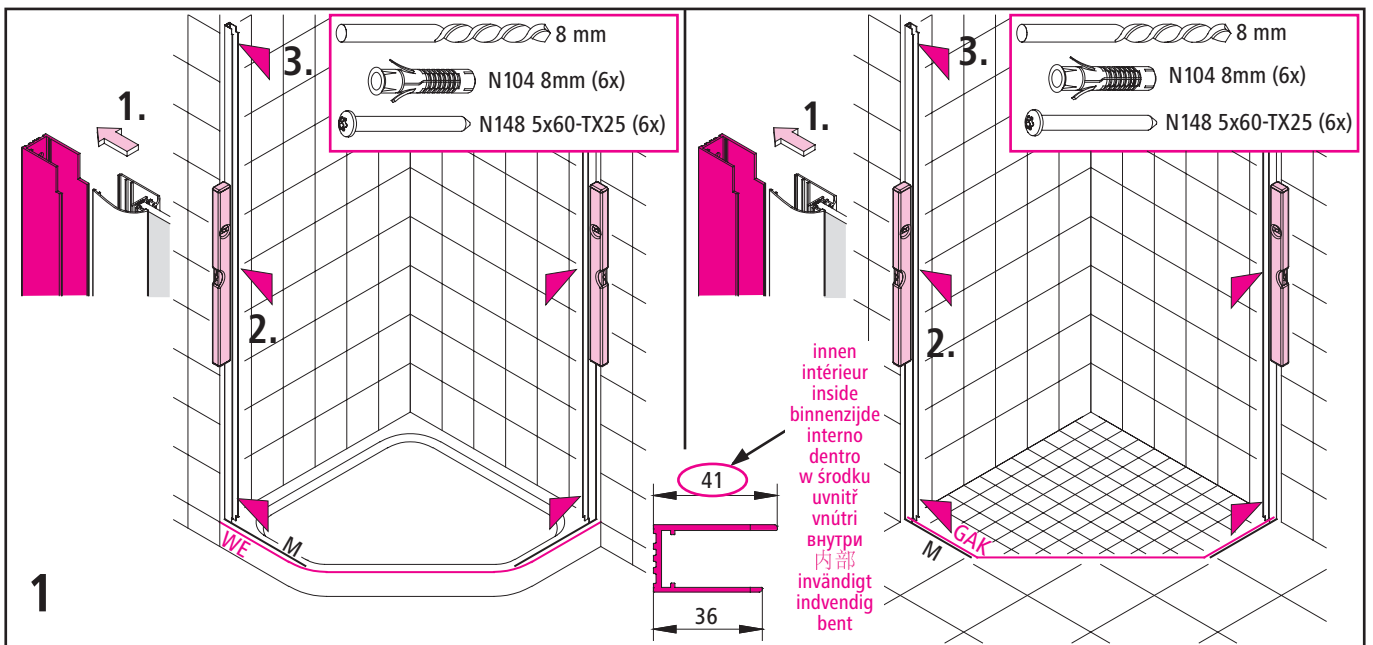 3.
8 mm
N104 8mm (6x)
N148 5x60-TX25 (6x)
1.
2.
WE
M
1
3.
8 mm
N104 8mm (6x)
N148 5x60-TX25 (6x)
1.
2.
innen
intérieur
inside
binnenzijde
interno
dentro
w środku
uvnitř
vnútri
внутри
内部
invändigt
indvendig
bent
41
36
GAK
M